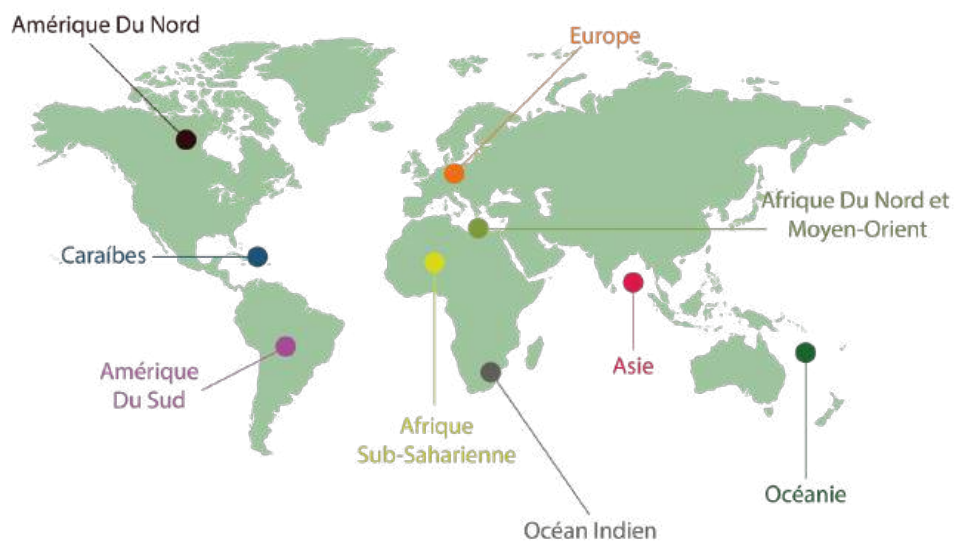 Amérique Du Nord
Europe
Afrique Du Nord et
Moyen-Orient
Caraíbes
Asie
Amérique
Du Sud
Afrique
Sub-Saharienne
Océanie
Océan Indien